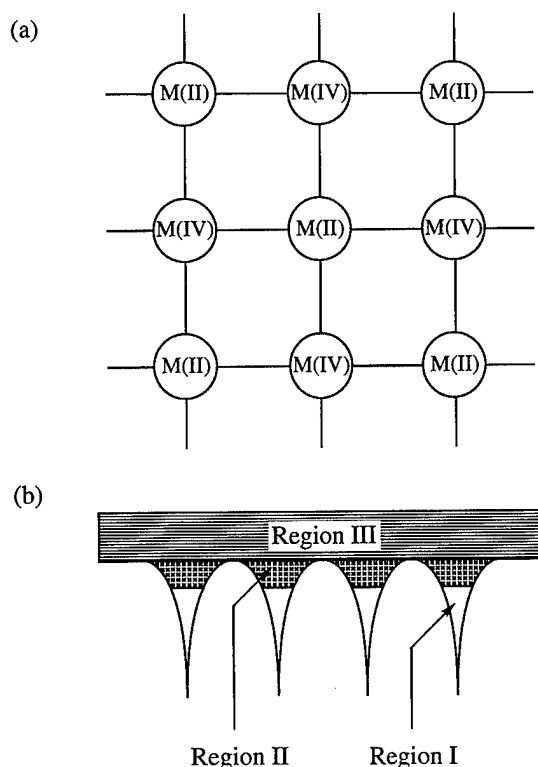 (a)
M(II) M(IV) M(II)
M(IV) M(II) M(IV)
M(II) M(IV) M(II)
(b)
Region III
Region II Region I